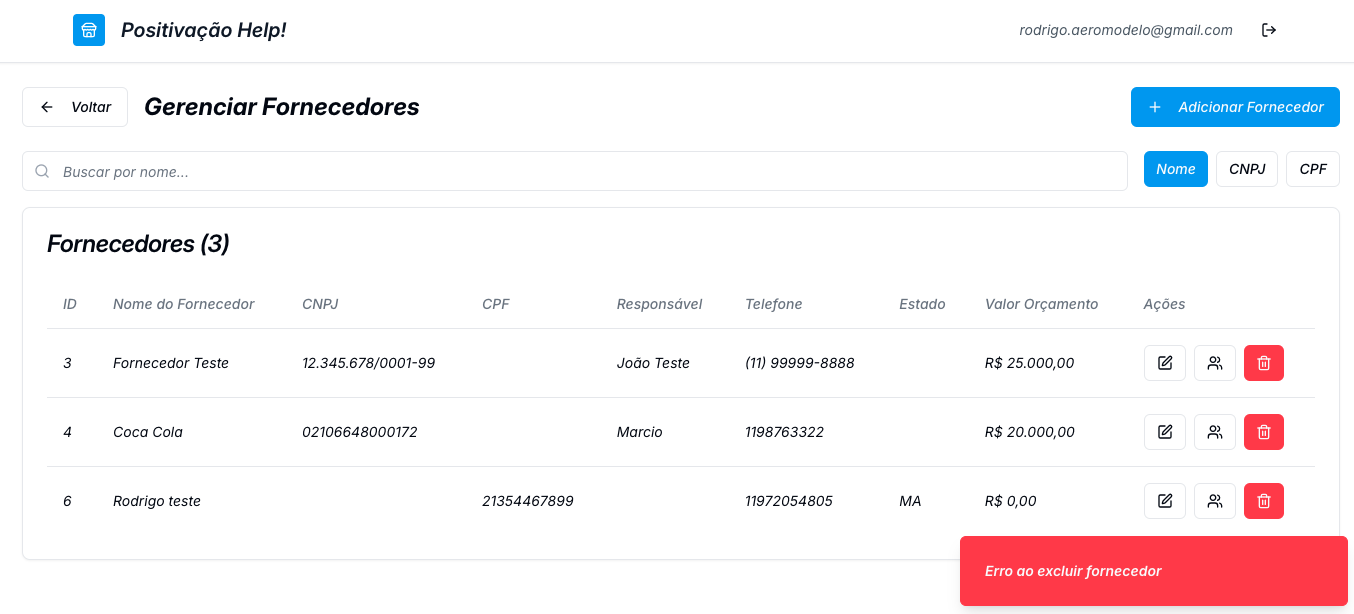 Positivação Help!
rodrigo.aeromodelo@gmail.com
Voltar
Gerenciar Fornecedores
Adicionar Fornecedor
Buscar por nome...
Nome
CNPJ
CPF
Fornecedores (3)
ID Nome do Fornecedor CNPJ CPF Responsável Telefone Estado Valor Orçamento Ações
3 Fornecedor Teste 12.345.678/0001-99 João Teste (11) 99999-8888 R$ 25.000,00
4 Coca Cola 02106648000172 Marcio 1198763322 R$ 20.000,00
6 Rodrigo teste 21354467899 11972054805 MA R$ 0,00
Erro ao excluir fornecedor